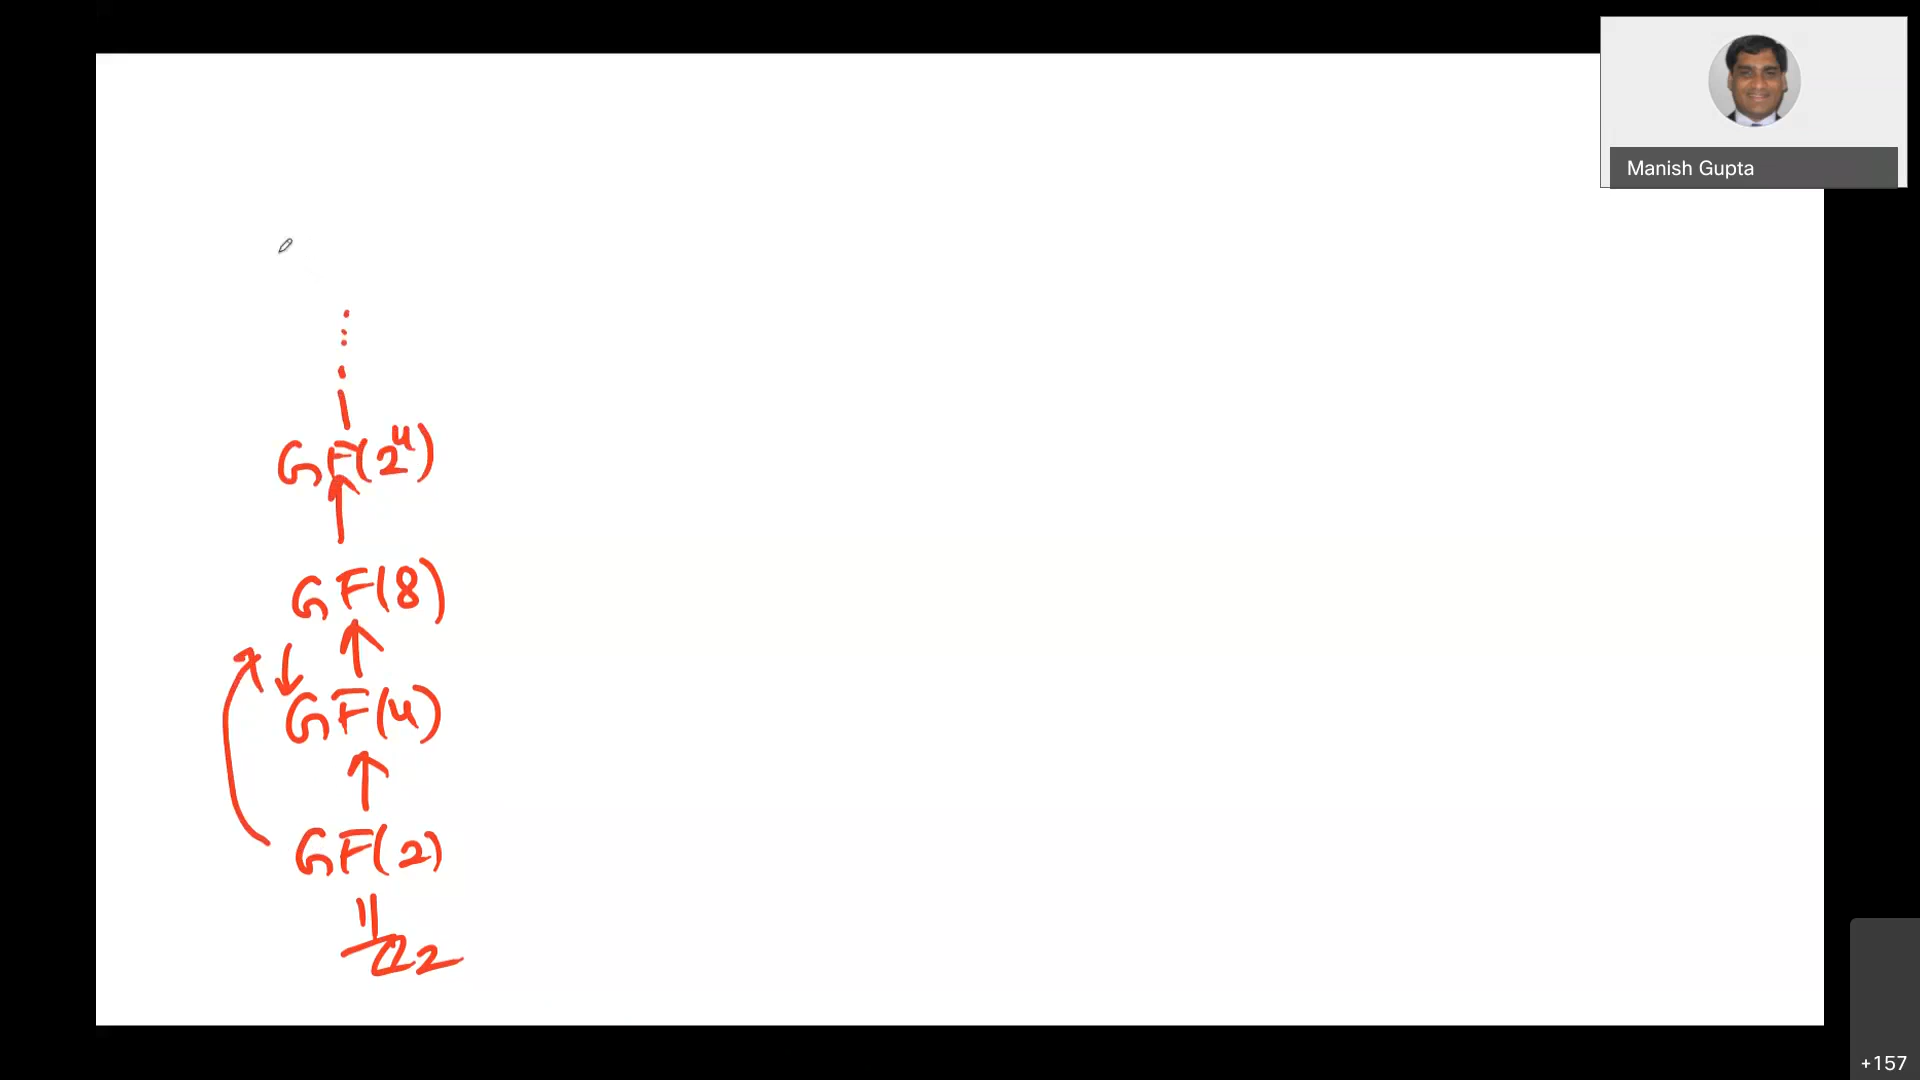 Manish Gupta
⋮
GF(2⁴)
↑
GF(8)
↑
GF(4)
↑
GF(2)
||
ℤ2
+157